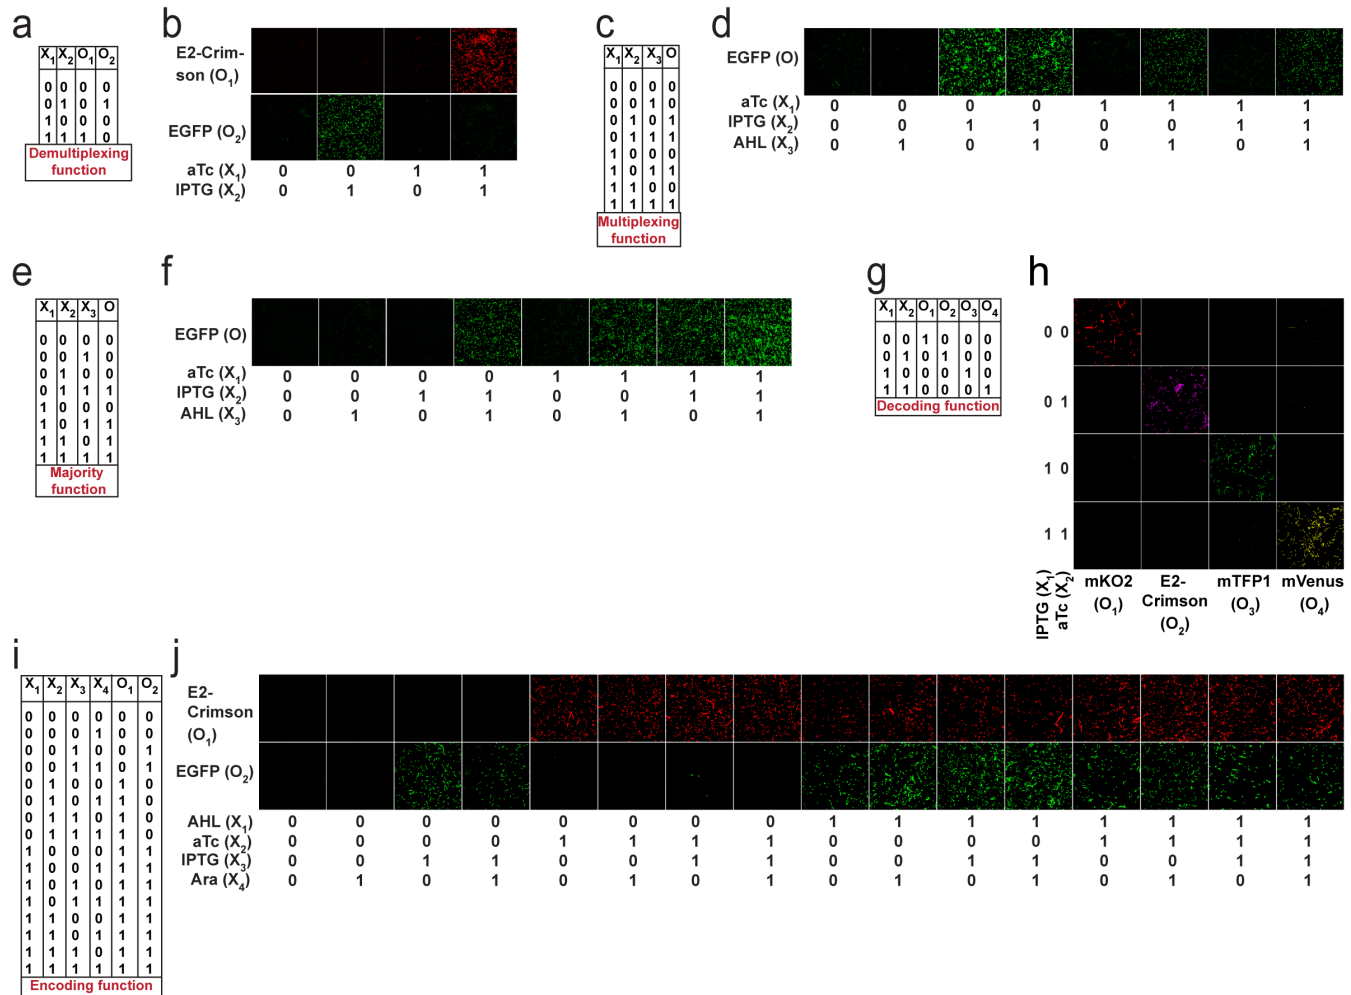 a
X1 X2 O1 O2
0 0 0 0
0 1 0 1
1 0 0 0
1 1 1 0
Demultiplexing
function
b
E2-Crim-
son (O1)
EGFP (O2)
aTc (X1) 0 0 1 1
IPTG (X2) 0 1 0 1
c
X1 X2 X3 O
0 0 0 0
0 0 1 0
0 1 0 1
0 1 1 1
1 0 0 0
1 0 1 1
1 1 0 0
1 1 1 1
Multiplexing
function
d
EGFP (O)
aTc (X1) 0 0 0 0 1 1 1 1
IPTG (X2) 0 0 1 1 0 0 1 1
AHL (X3) 0 1 0 1 0 1 0 1
e
X1 X2 X3 O
0 0 0 0
0 0 1 0
0 1 0 0
0 1 1 1
1 0 0 0
1 0 1 1
1 1 0 1
1 1 1 1
Majority
function
f
EGFP (O)
aTc (X1) 0 0 0 0 1 1 1 1
IPTG (X2) 0 0 1 1 0 0 1 1
AHL (X3) 0 1 0 1 0 1 0 1
g
X1 X2 O1 O2 O3 O4
0 0 1 0 0 0
0 1 0 1 0 0
1 0 0 0 1 0
1 1 0 0 0 1
Decoding function
h
0 0
0 1
1 0
1 1
IPTG (X1)
aTc (X2)
mKO2
(O1)
E2-
Crimson
(O2)
mTFP1
(O3)
mVenus
(O4)
i
X1 X2 X3 X4 O1 O2
0 0 0 0 0 0
0 0 0 1 0 0
0 0 1 0 0 1
0 0 1 1 0 1
0 1 0 0 1 0
0 1 0 1 1 0
0 1 1 0 1 0
0 1 1 1 1 0
1 0 0 0 1 1
1 0 0 1 1 1
1 0 1 0 1 1
1 0 1 1 1 1
1 1 0 0 1 1
1 1 0 1 1 1
1 1 1 0 1 1
1 1 1 1 1 1
Encoding function
j
E2-
Crimson
(O1)
EGFP (O2)
AHL (X1) 0 0 0 0 0 0 0 0 1 1 1 1 1 1 1 1
aTc (X2) 0 0 0 0 1 1 1 1 0 0 0 0 1 1 1 1
IPTG (X3) 0 0 1 1 0 0 1 1 0 0 1 1 0 0 1 1
Ara (X4) 0 1 0 1 0 1 0 1 0 1 0 1 0 1 0 1